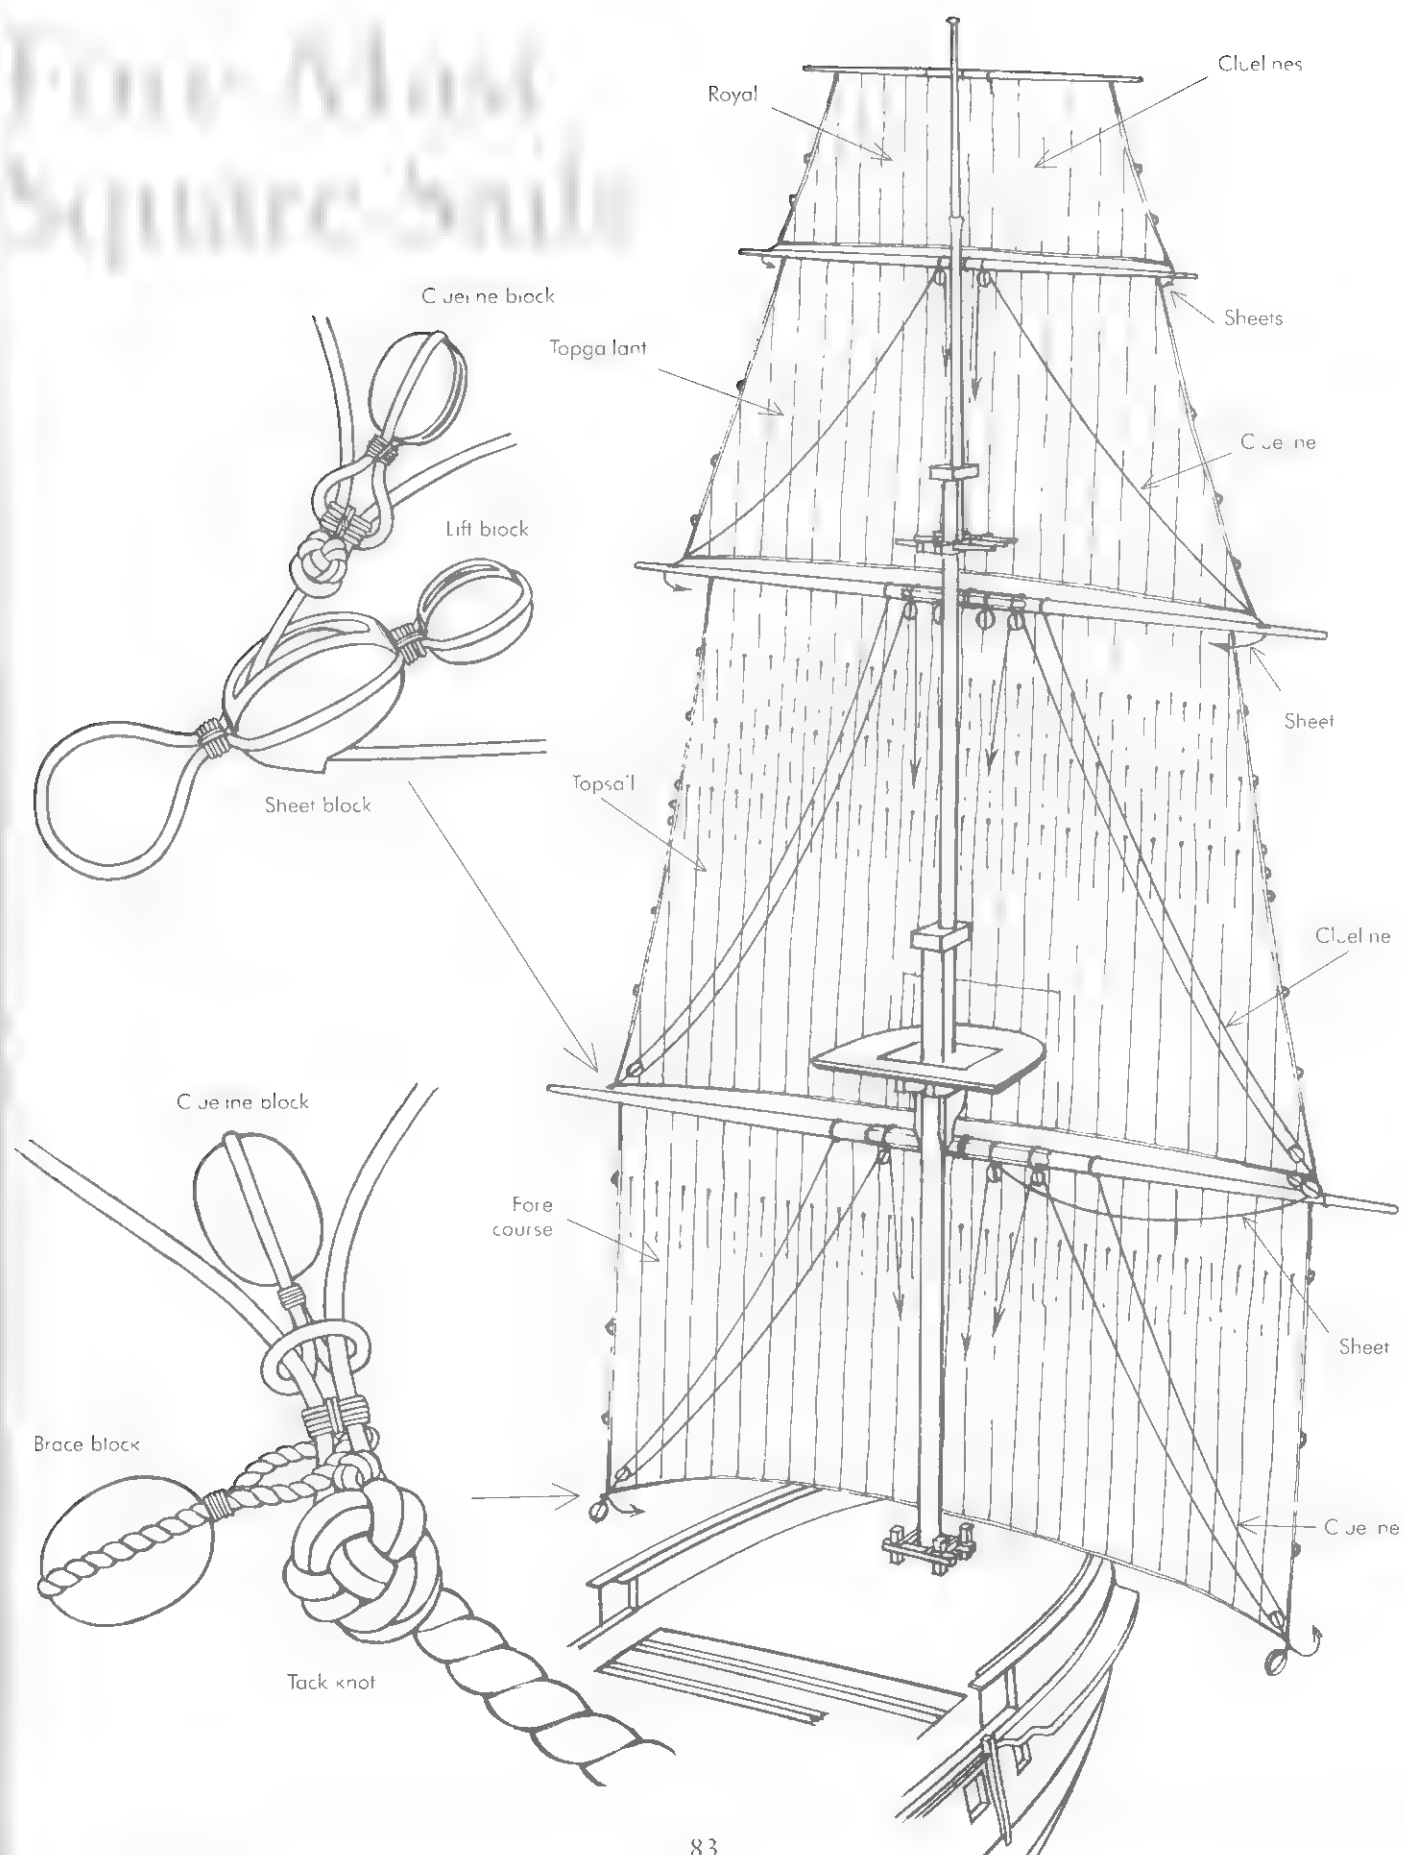 Fore Mast
Square Sails
Cluelines
Royal
Clueline block
Sheets
Topgallant
Clueline
Lift block
Sheet
Topsail
Sheet block
Clueline
Clueline block
Fore
course
Sheet
Brace block
Clueline
Tack knot
83